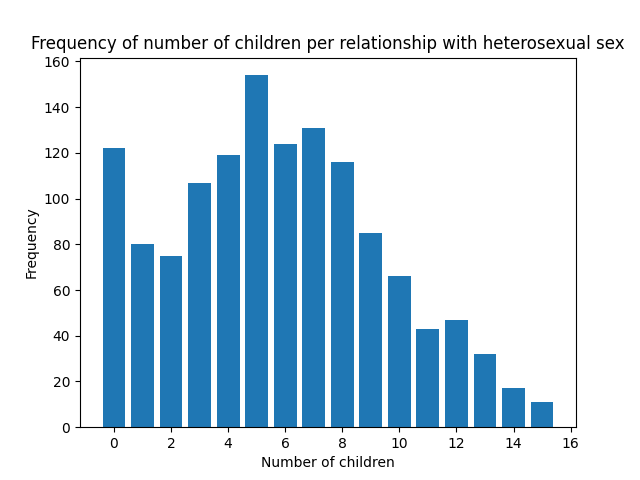 Frequency of number of children per relationship with heterosexual sex
160
140
120
100
80
60
40
20
0
Frequency
0 2 4 6 8 10 12 14 16
Number of children